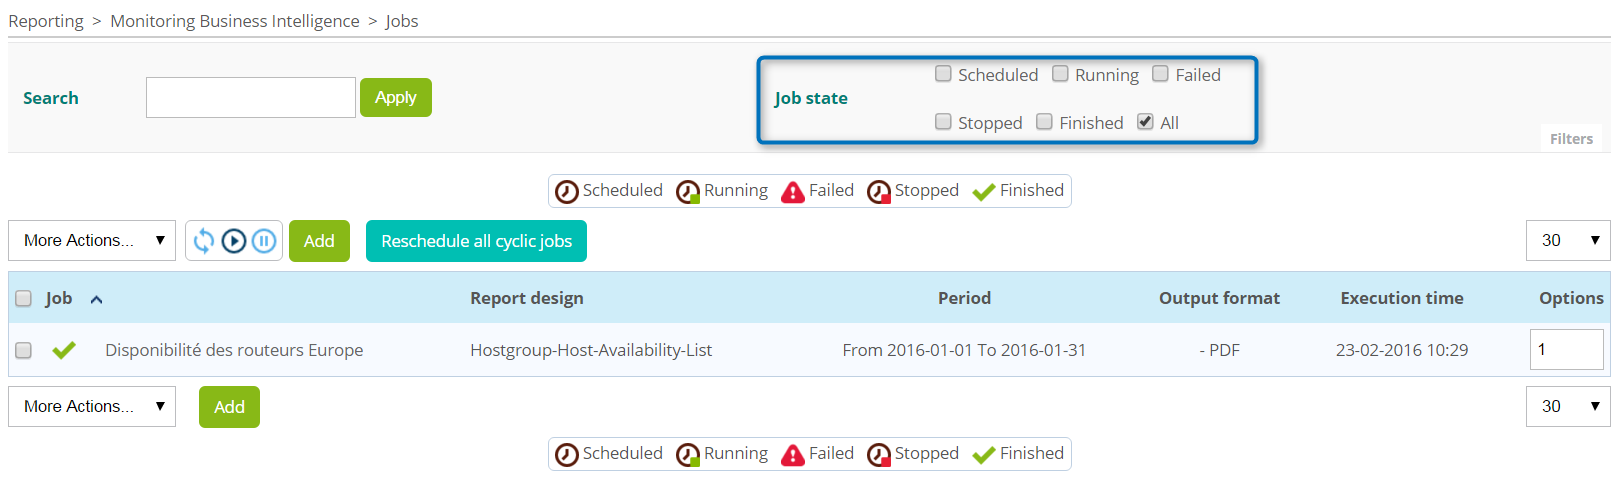 Reporting > Monitoring Business Intelligence > Jobs
Search Apply Job state Scheduled Running Failed
Stopped Finished All
Filters
Scheduled Running Failed Stopped Finished
More Actions... Add Reschedule all cyclic jobs 30
Job Report design Period Output format Execution time Options
Disponibilité des routeurs Europe Hostgroup-Host-Availability-List From 2016-01-01 To 2016-01-31 - PDF 23-02-2016 10:29 1
More Actions... Add 30
Scheduled Running Failed Stopped Finished